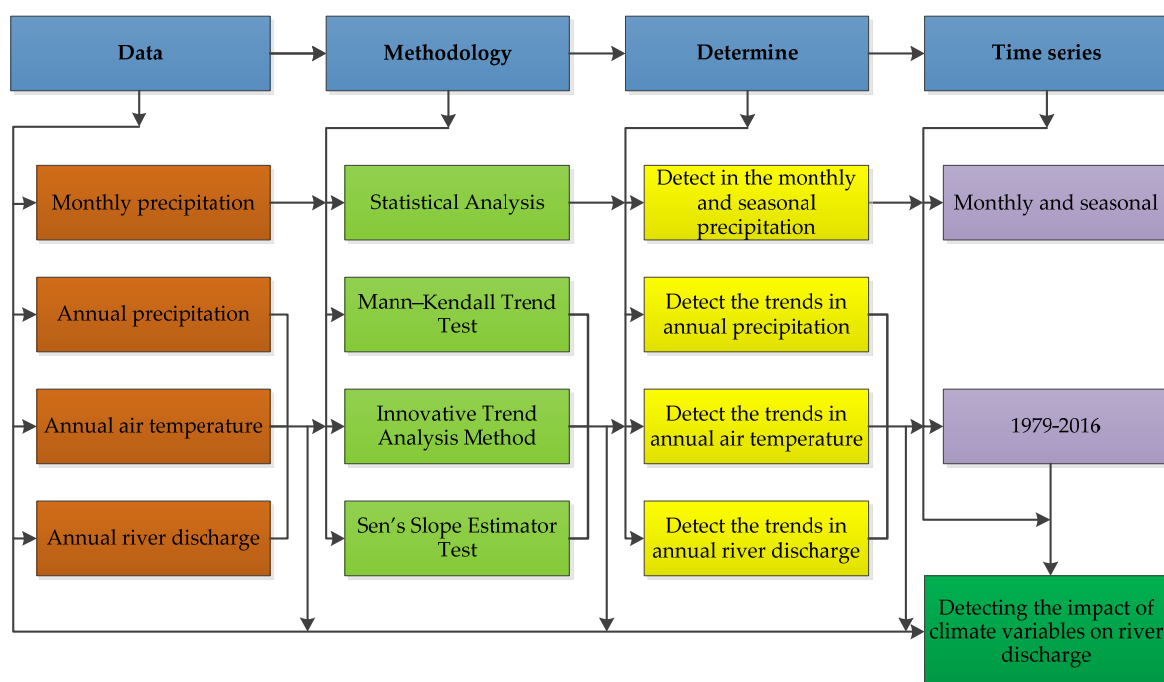 Data
Methodology
Determine
Time series
Monthly precipitation
Statistical Analysis
Detect in the monthly
and seasonal
precipitation
Monthly and seasonal
Annual precipitation
Mann–Kendall Trend
Test
Detect the trends in
annual precipitation
Annual air temperature
Innovative Trend
Analysis Method
Detect the trends in
annual air temperature
1979-2016
Annual river discharge
Sen’s Slope Estimator
Test
Detect the trends in
annual river discharge
Detecting the impact of
climate variables on river
discharge